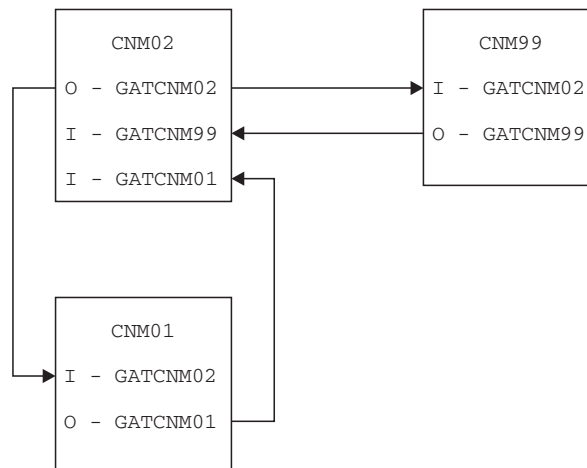 CNM02
O - GATCNM02
I - GATCNM99
I - GATCNM01
CNM99
I - GATCNM02
O - GATCNM99
CNM01
I - GATCNM02
O - GATCNM01